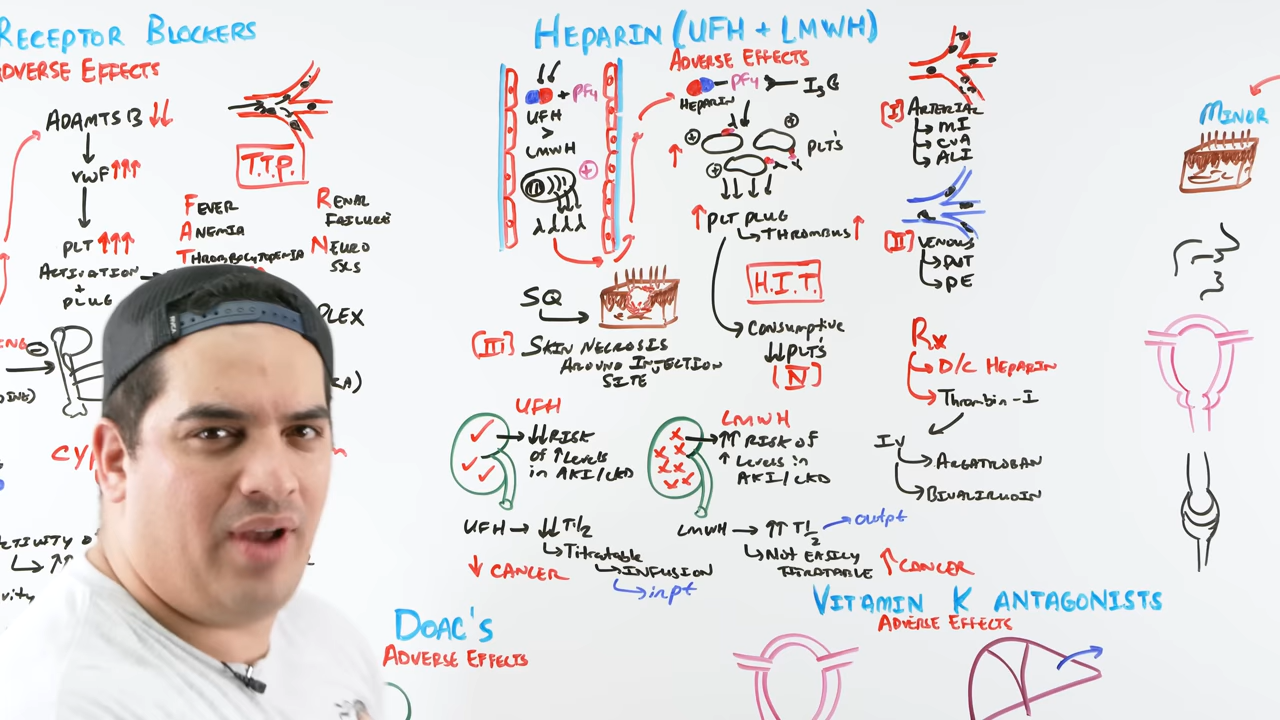 RECEPTOR BLOCKERS
ADVERSE EFFECTS
ADAMTS 13
vWF
PLT
ACTIVATION
+
PLUG
T.T.P.
FEVER
ANEMIA
THROMBOCYTOPENIA
RENAL
FAILURE
NEURO
SXS
PLEX
HEPARIN (UFH + LMWH)
ADVERSE EFFECTS
+ PF4
UFH
>
LMWH
+
HEPARIN
PF4
IgG
+
+
+
PLT'S
PLT PLUG
THROMBUS
H.I.T.
CONSUMPTIVE
PLT'S
[IV]
SQ
[III] SKIN NECROSIS
AROUND INJECTION
SITE
[I] ARTERIAL
MI
CVA
ALI
[II] VENOUS
DVT
PE
Rx
D/C HEPARIN
Thrombin-I
IV
ARGATROBAN
BIVALIRUDIN
UFH
RISK
OF ↑ Levels
in AKI/CKD
UFH → ↓↓ T1/2
Titratable
INFUSION
inpt
↓ CANCER
LMWH
↑↑ RISK OF
↑ Levels in
AKI/CKD
LMWH → ↑↑ T1/2
outpt
NOT EASILY
TITRATABLE
↑ CANCER
DOAC'S
ADVERSE EFFECTS
VITAMIN K ANTAGONISTS
ADVERSE EFFECTS
MINOR